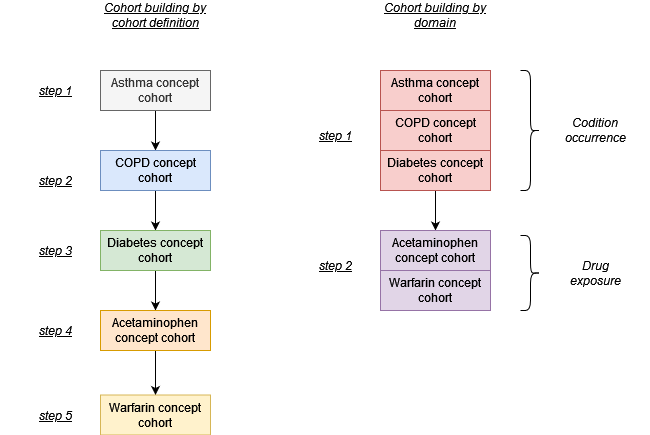 Cohort building by
cohort definition
step 1
Asthma concept
cohort
step 2
COPD concept
cohort
step 3
Diabetes concept
cohort
step 4
Acetaminophen
concept cohort
step 5
Warfarin concept
cohort
Cohort building by
domain
step 1
Asthma concept
cohort
COPD concept
cohort
Diabetes concept
cohort
Codition
occurrence
step 2
Acetaminophen
concept cohort
Warfarin concept
cohort
Drug
exposure